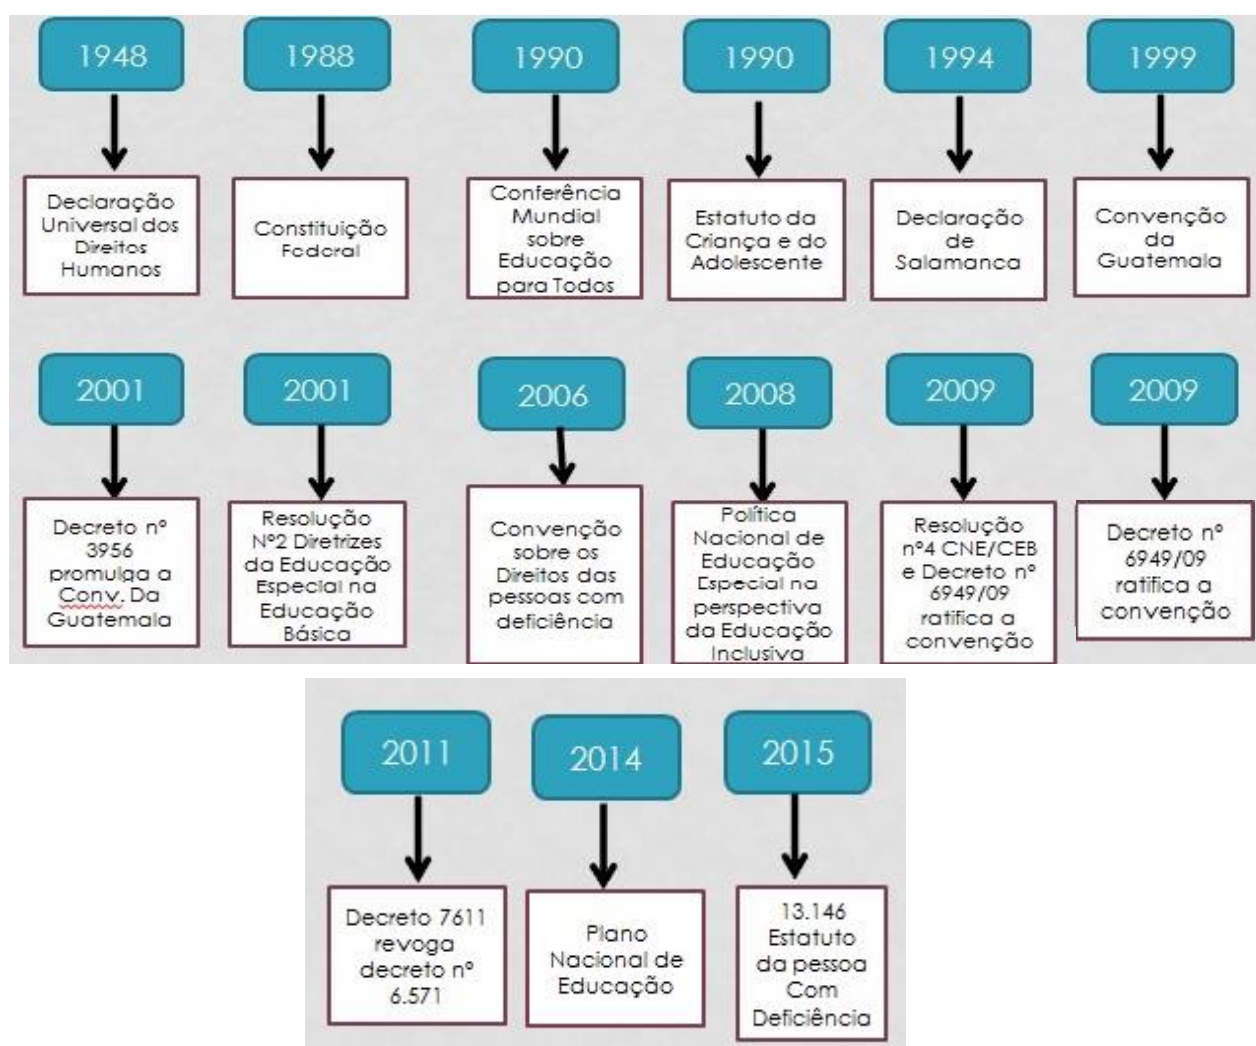 1948
Declaração
Universal dos
Direitos
Humanos
1988
Constituição
Federal
1990
Conferência
Mundial
sobre
Educação
para Todos
1990
Estatuto da
Criança e do
Adolescente
1994
Declaração
de
Salamanca
1999
Convenção
da
Guatemala
2001
Decreto nº
3956
promulga a
Conv. Da
Guatemala
2001
Resolução
Nº2 Diretrizes
da Educação
Especial na
Educação
Básica
2006
Convenção
sobre os
Direitos das
pessoas com
deficiência
2008
Política
Nacional de
Educação
Especial na
perspectiva
da Educação
Inclusiva
2009
Resolução
nº4 CNE/CEB
e Decreto nº
6949/09
ratifica a
convenção
2009
Decreto nº
6949/09
ratifica a
convenção
2011
Decreto 7611
revoga
decreto nº
6.571
2014
Plano
Nacional de
Educação
2015
13.146
Estatuto
da pessoa
Com
Deficiência